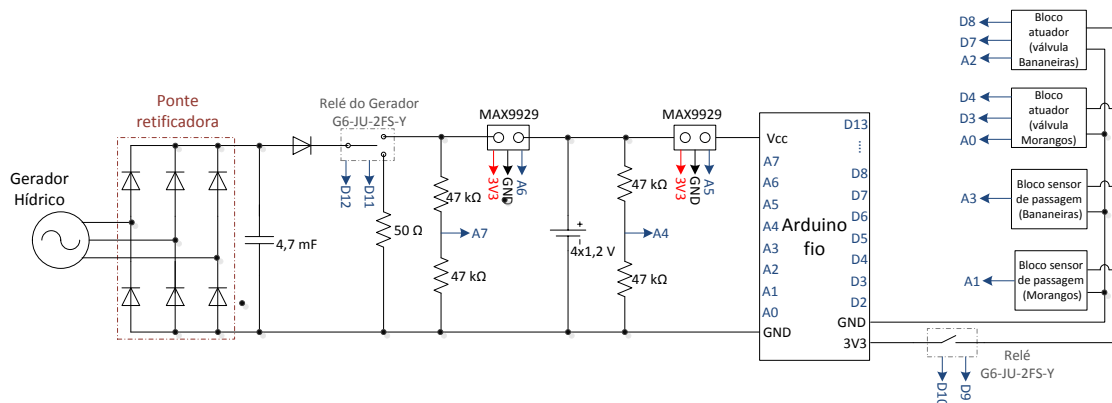 Gerador
Hídrico
Ponte
retificadora
4,7 mF
Relé do Gerador
G6-JU-2FS-Y
D12
D11
50 Ω
47 kΩ
A7
47 kΩ
MAX9929
3V3
GND
A6
4x1,2 V
+
47 kΩ
A4
47 kΩ
MAX9929
3V3
GND
A5
Vcc
A7
A6
A5
A4
A3
A2
A1
A0
GND
Arduino
fio
D13
....
D8
D7
D6
D5
D4
D3
D2
GND
3V3
D8
D7
A2
Bloco
atuador
(válvula
Bananeiras)
D4
D3
A0
Bloco
atuador
(válvula
Morangos)
A3
Bloco sensor
de passagem
(Bananeiras)
A1
Bloco sensor
de passagem
(Morangos)
Relé
G6-JU-2FS-Y
D10
D9